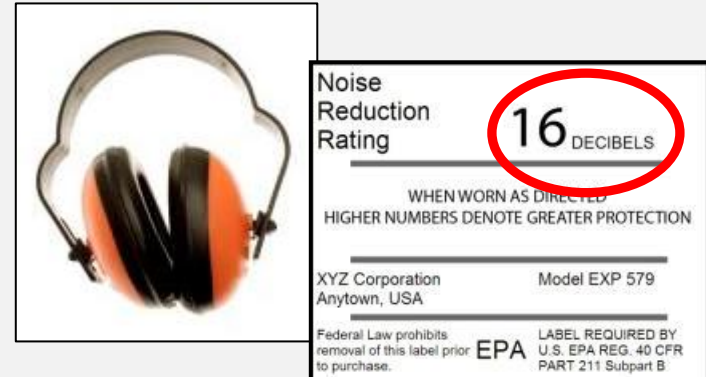 Noise
Reduction
Rating
16 DECIBELS
WHEN WORN AS DIRECTED
HIGHER NUMBERS DENOTE GREATER PROTECTION
XYZ Corporation
Anytown, USA
Model EXP 579
Federal Law prohibits
removal of this label prior
to purchase.
EPA
LABEL REQUIRED BY
U.S. EPA REG. 40 CFR
PART 211 Subpart B